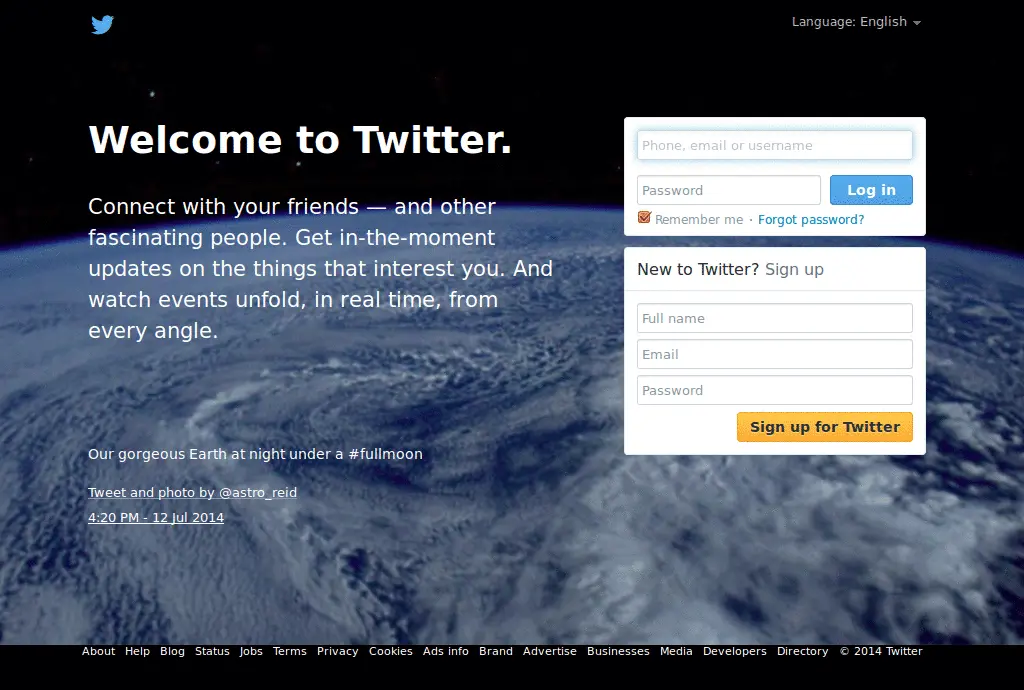 Language: English
Welcome to Twitter.
Connect with your friends — and other
fascinating people. Get in-the-moment
updates on the things that interest you. And
watch events unfold, in real time, from
every angle.
Our gorgeous Earth at night under a #fullmoon
Tweet and photo by @astro_reid
4:20 PM - 12 Jul 2014
Phone, email or username
Password
Log in
Remember me · Forgot password?
New to Twitter? Sign up
Full name
Email
Password
Sign up for Twitter
About Help Blog Status Jobs Terms Privacy Cookies Ads info Brand Advertise Businesses Media Developers Directory © 2014 Twitter